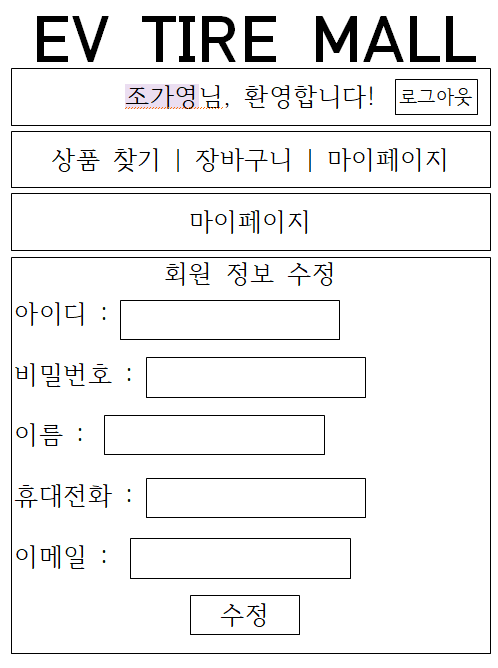 EV TIRE MALL
조가영님, 환영합니다! 로그아웃
상품 찾기 | 장바구니 | 마이페이지
마이페이지
회원 정보 수정
아이디 :
비밀번호 :
이름 :
휴대전화 :
이메일 :
수정